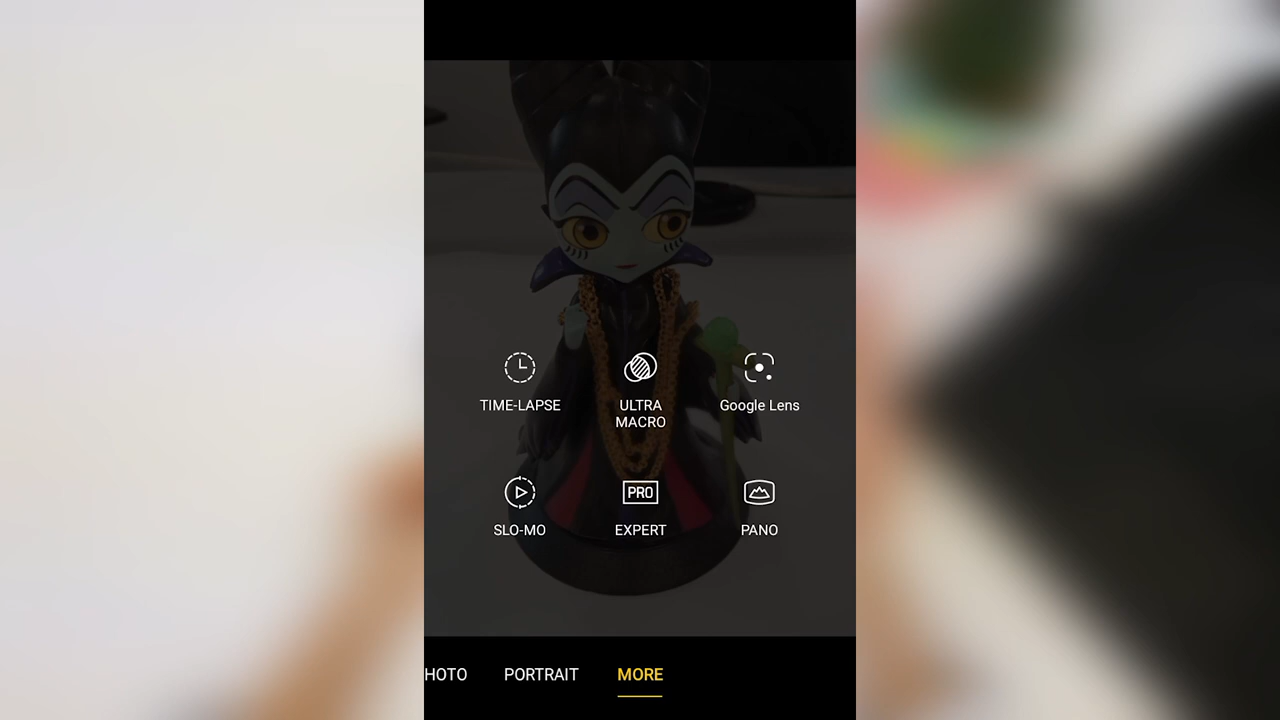 TIME-LAPSE
ULTRA
MACRO
Google Lens
PRO
SLO-MO
EXPERT
PANO
HOTO
PORTRAIT
MORE